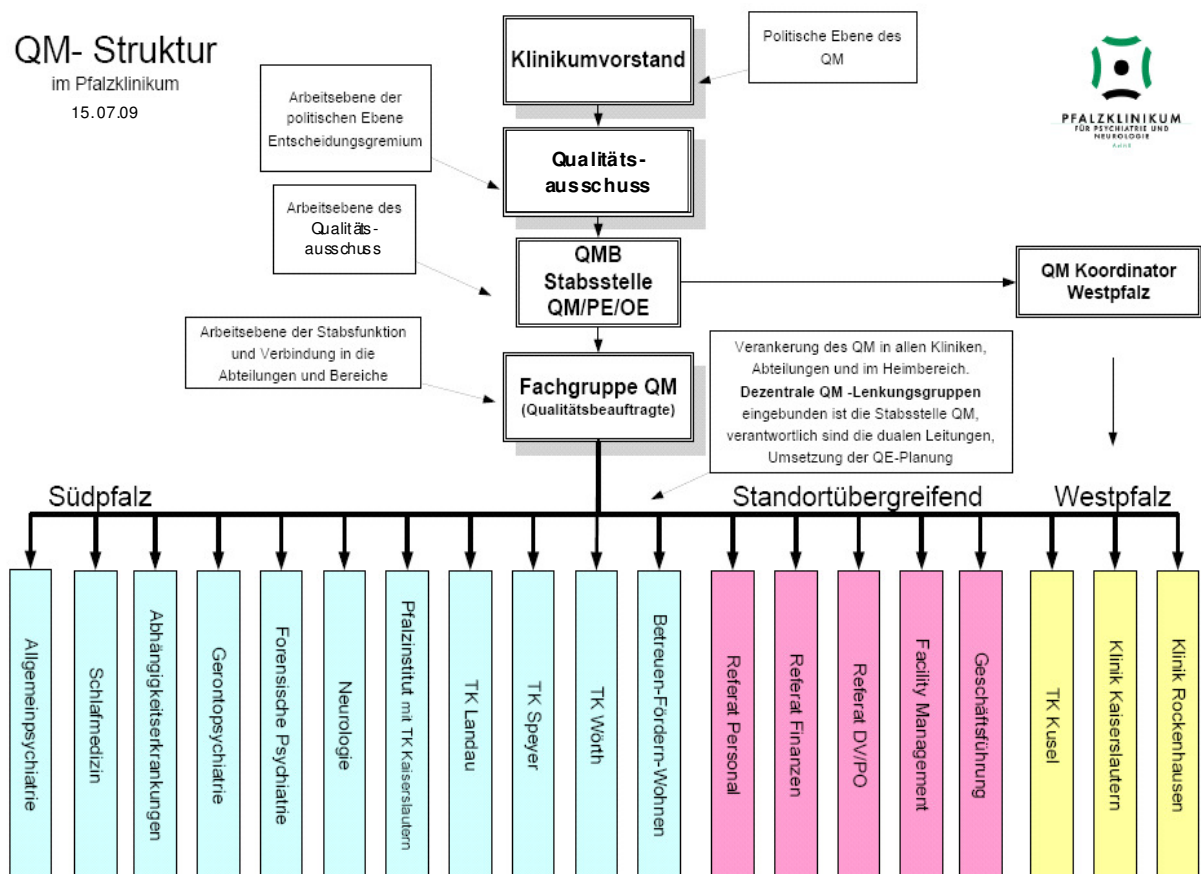 QM- Struktur
im Pfalzklinikum
15.07.09
Klinikumvorstand
Politische Ebene des
QM
PFALZKLINIKUM
FÜR PSYCHIATRIE UND
NEUROLOGIE
AdöR
Arbeitsebene der
politischen Ebene
Entscheidungsgremium
Qualitäts-
ausschuss
Arbeitsebene des
Qualitäts-
ausschuss
QMB
Stabsstelle
QM/PE/OE
QM Koordinator
Westpfalz
Arbeitsebene der Stabsfunktion
und Verbindung in die
Abteilungen und Bereiche
Fachgruppe QM
(Qualitätsbeauftragte)
Verankerung des QM in allen Kliniken,
Abteilungen und im Heimbereich.
Dezentrale QM -Lenkungsgruppen
eingebunden ist die Stabsstelle QM,
verantwortlich sind die dualen Leitungen,
Umsetzung der QE-Planung
Südpfalz
Standortübergreifend
Westpfalz
Allgemeinpsychiatrie
Schlafmedizin
Abhängigkeitserkrankungen
Gerontopsychiatrie
Forensische Psychiatrie
Neurologie
Pfalzinstitut mit TK Kaiserslautern
TK Landau
TK Speyer
TK Wörth
Betreuen-Fördern-Wohnen
Referat Personal
Referat Finanzen
Referat DV/PO
Facility Management
Geschäftsführung
TK Kusel
Klinik Kaiserslautern
Klinik Rockenhausen